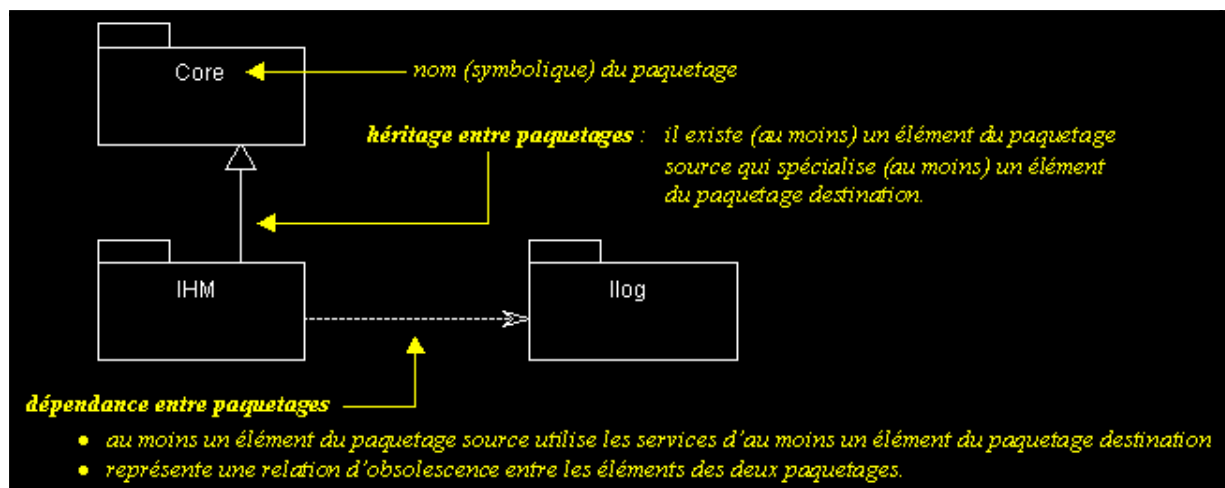 Core
nom (symbolique) du paquetage
héritage entre paquetages : il existe (au moins) un élément du paquetage
source qui spécialise (au moins) un élément
du paquetage destination.
IHM
Ilog
dépendance entre paquetages
● au moins un élément du paquetage source utilise les services d'au moins un élément du paquetage destination
● représente une relation d'obsolescence entre les éléments des deux paquetages.